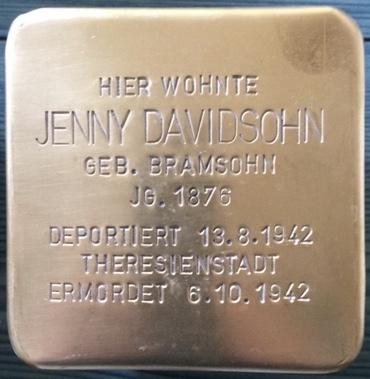 HIER WOHNTE
JENNY DAVIDSOHN
GEB. BRAMSOHN
JG. 1876
DEPORTIERT 13.8.1942
THERESIENSTADT
ERMORDET 6.10.1942